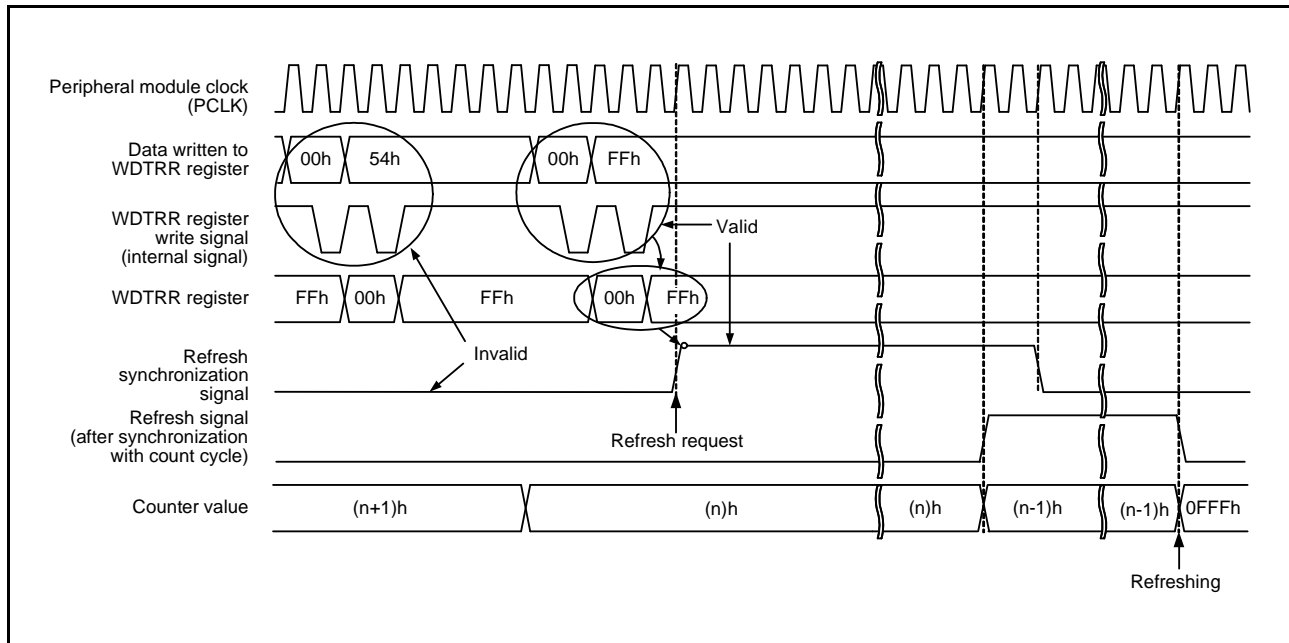 Peripheral module clock
(PCLK)
Data written to
WDTRR register
00h
54h
00h
FFh
WDTRR register
write signal
(internal signal)
Valid
WDTRR register
FFh
00h
FFh
00h
FFh
Invalid
Refresh
synchronization
signal
Refresh signal
(after synchronization
with count cycle)
Refresh request
Counter value
(n+1)h
(n)h
(n)h
(n-1)h
(n-1)h
0FFFh
Refreshing